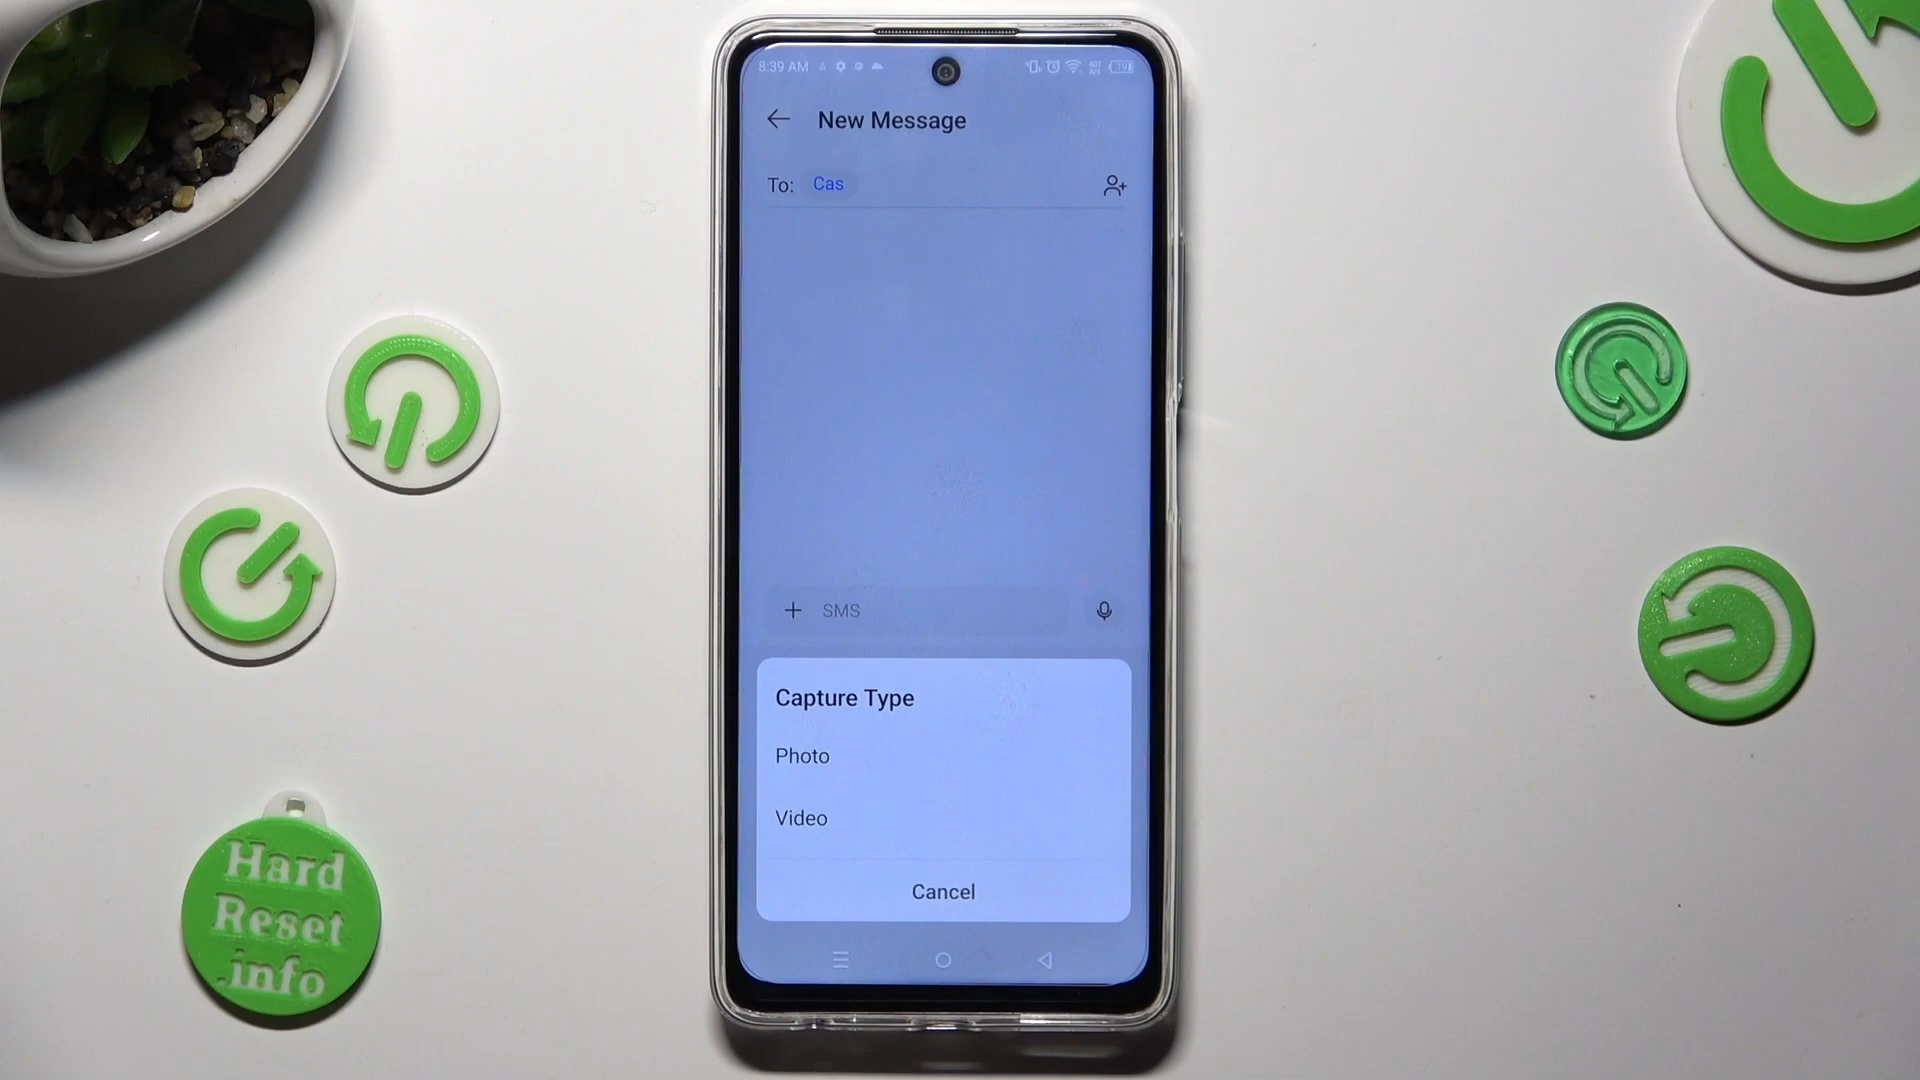 8:39 AM
New Message
To: Cas
SMS
Capture Type
Photo
Video
Cancel
Hard
Reset
.info